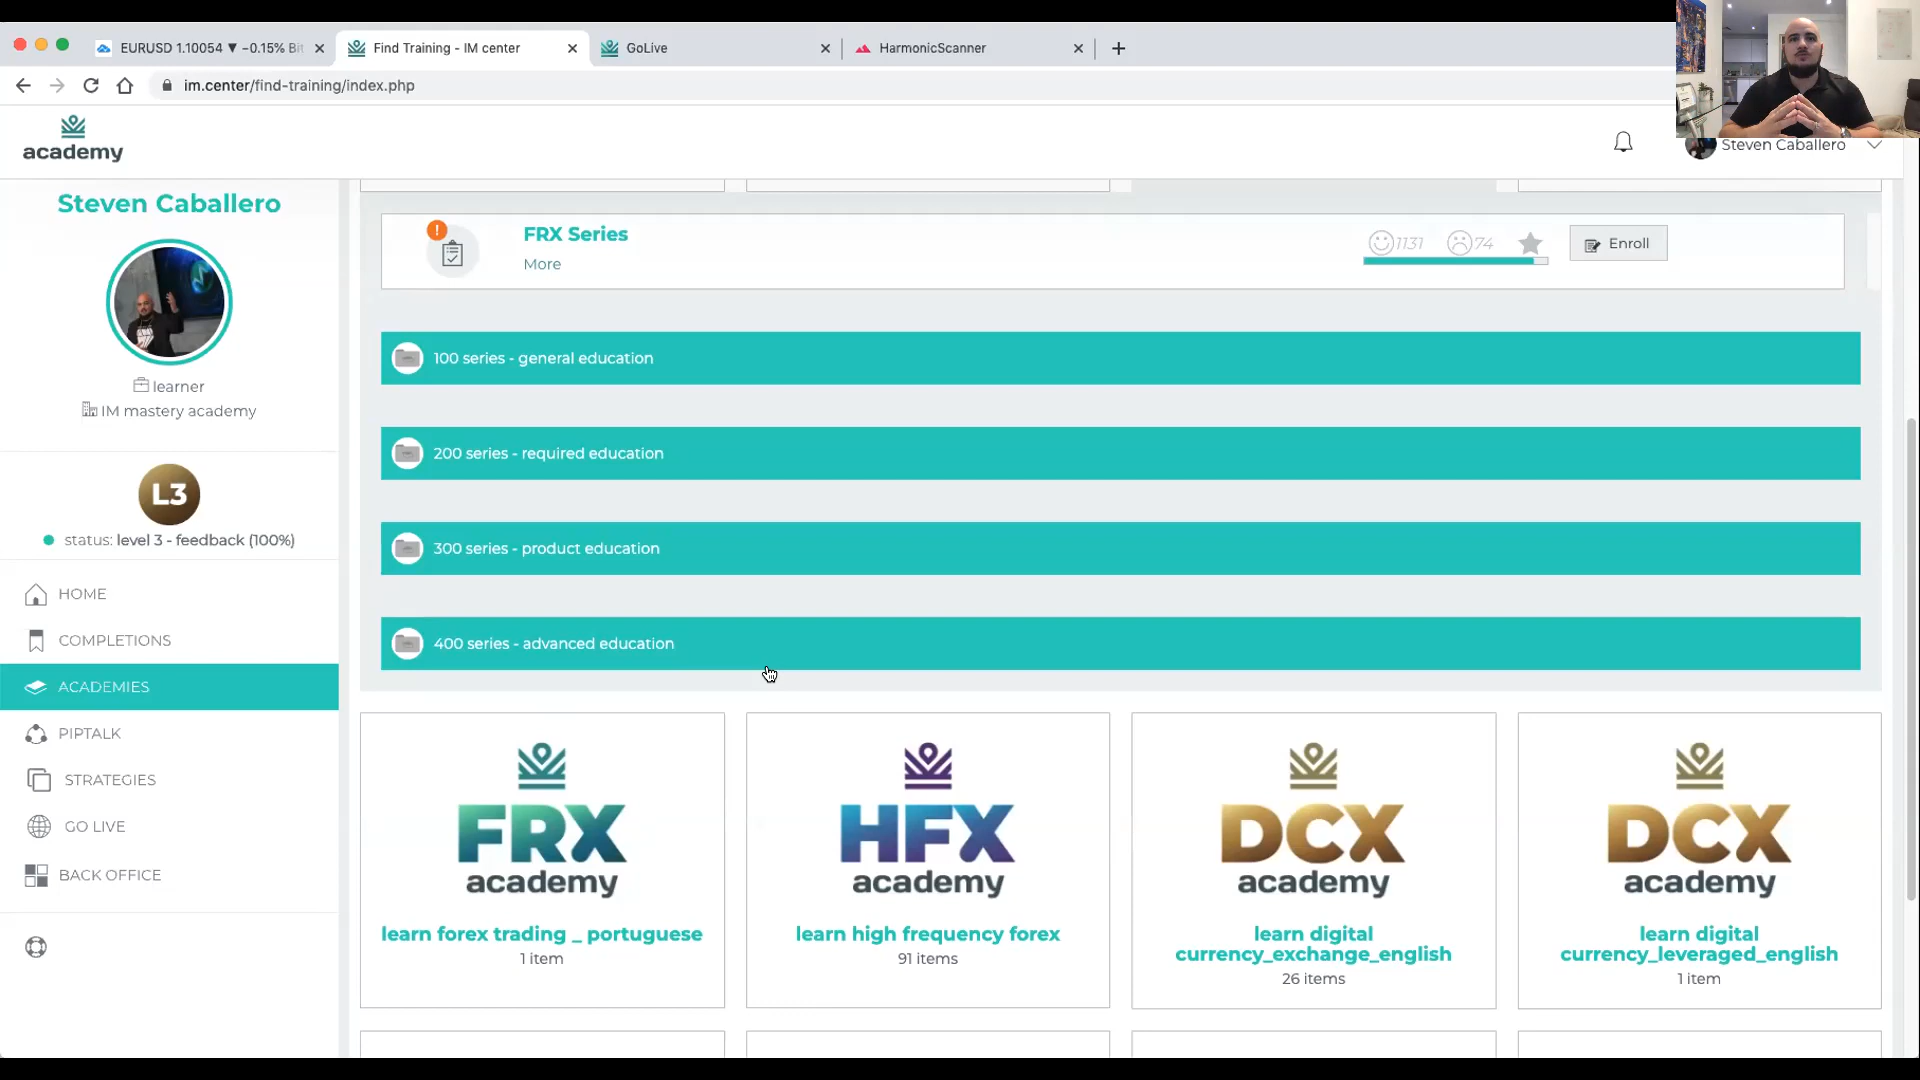 EURUSD 1.10054 ▼ −0.15% Bit
Find Training - IM center
GoLive
HarmonicScanner
im.center/find-training/index.php
academy
Steven Caballero
Steven Caballero
learner
IM mastery academy
L3
status: level 3 - feedback (100%)
HOME
COMPLETIONS
ACADEMIES
PIPTALK
STRATEGIES
GO LIVE
BACK OFFICE
!
FRX Series
More
1131
74
Enroll
100 series - general education
200 series - required education
300 series - product education
400 series - advanced education
FRX
academy
learn forex trading _ portuguese
1 item
HFX
academy
learn high frequency forex
91 items
DCX
academy
learn digital
currency_exchange_english
26 items
DCX
academy
learn digital
currency_leveraged_english
1 item